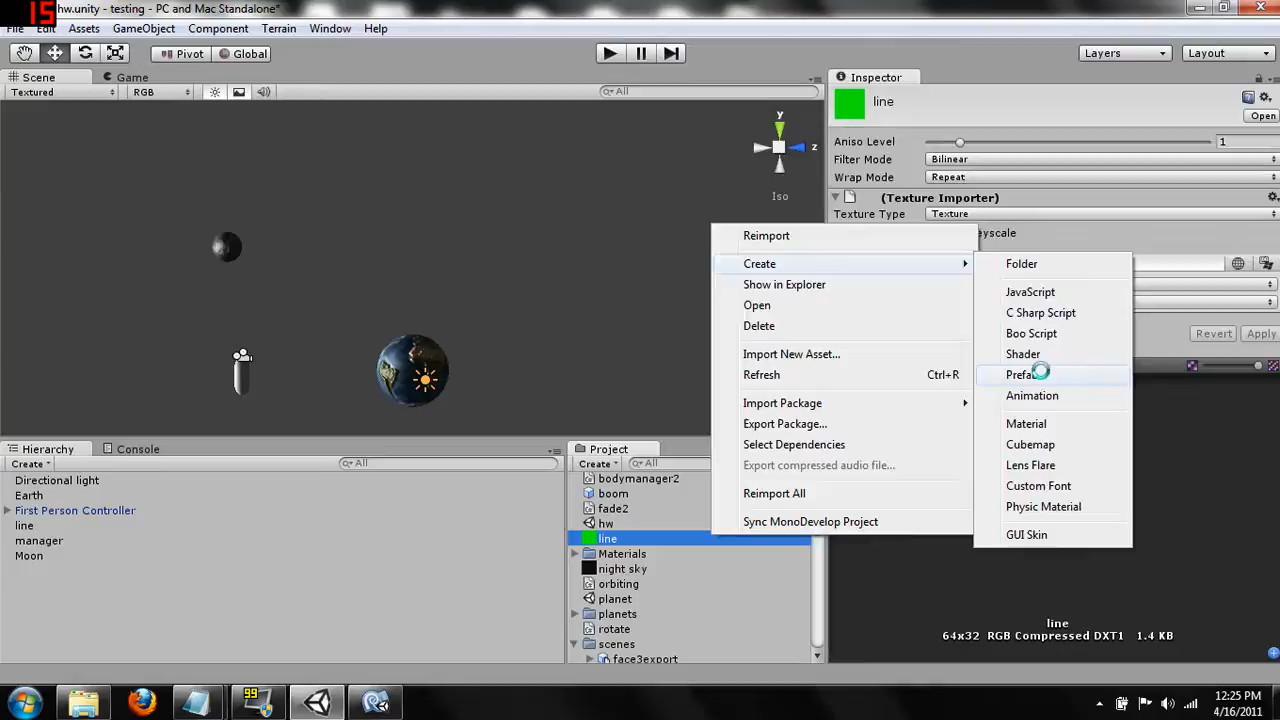 15
hw.unity - testing - PC and Mac Standalone*
File Edit Assets GameObject Component Terrain Window Help
Pivot Global Layers Layout
Scene Game Inspector
Textured RGB All
line
Open
Aniso Level 1
Filter Mode Bilinear
Wrap Mode Repeat
(Texture Importer)
Texture Type Texture
eyscale
y
z
Iso
Reimport
Create
Show in Explorer
Open
Delete
Import New Asset...
Refresh Ctrl+R
Import Package
Export Package...
Select Dependencies
Export compressed audio file...
Reimport All
Sync MonoDevelop Project
Folder
JavaScript
C Sharp Script
Boo Script
Shader
Prefa
Animation
Material
Cubemap
Lens Flare
Custom Font
Physic Material
GUI Skin
Revert Apply
Hierarchy Console
Create All
Directional light
Earth
First Person Controller
line
manager
Moon
Project
Create All
bodymanager2
boom
fade2
hw
line
Materials
night sky
orbiting
planet
planets
rotate
scenes
face3export
line
64x32 RGB Compressed DXT1 1.4 KB
99
12:25 PM
4/16/2011